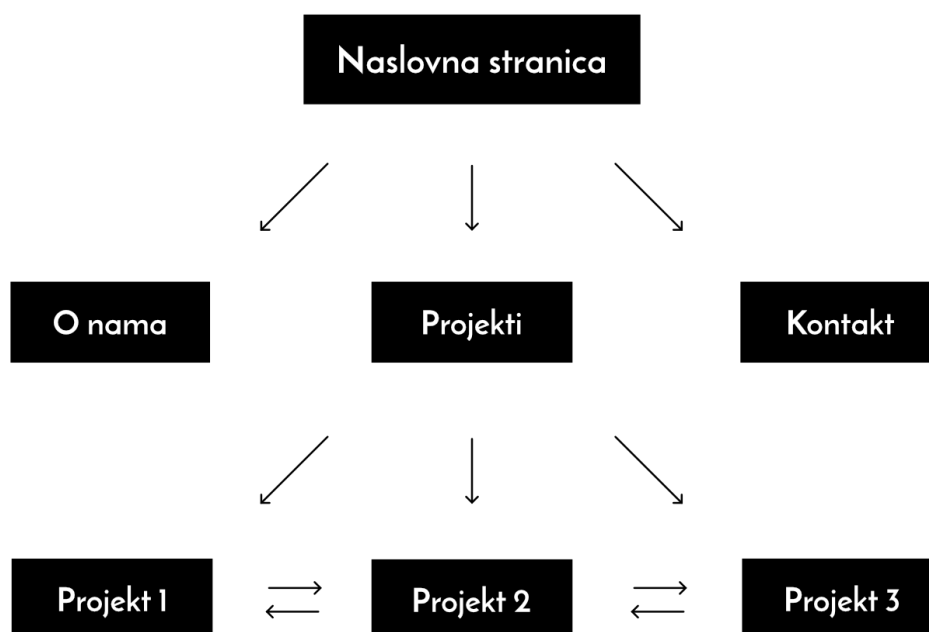 Naslovna stranica
O nama
Projekti
Kontakt
Projekt 1
Projekt 2
Projekt 3